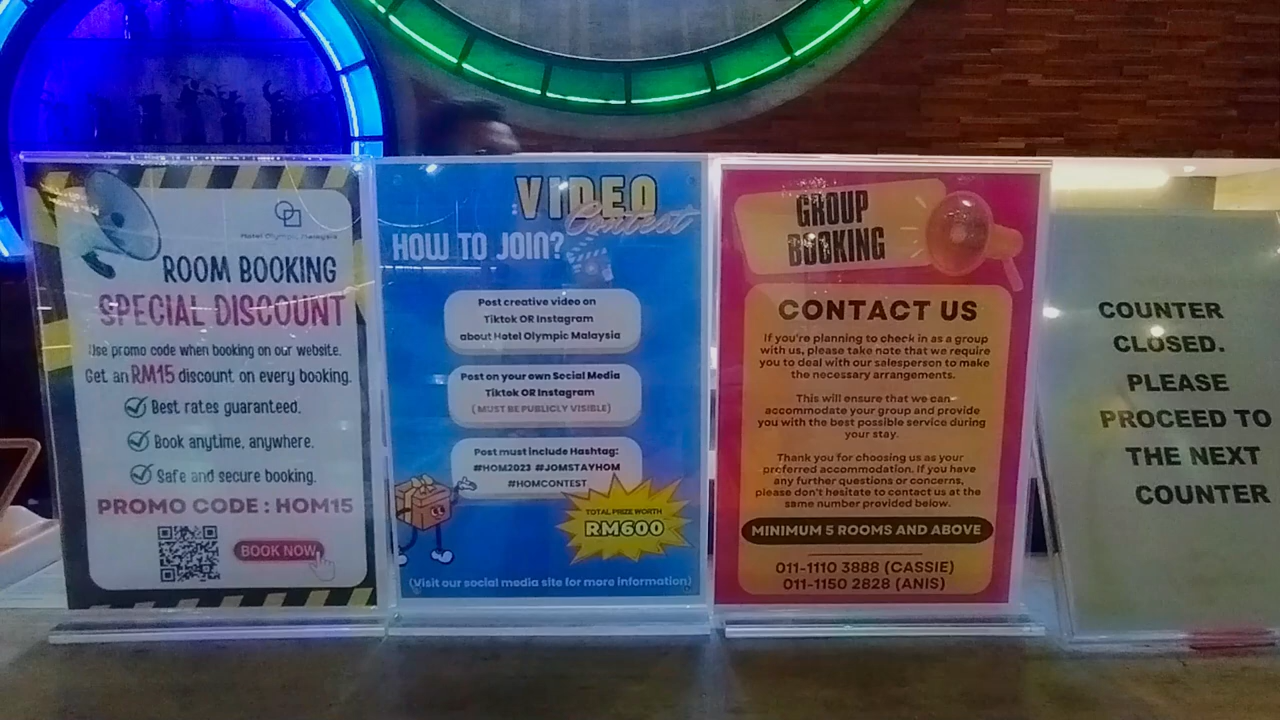 Hotel Olympic Malaysia
ROOM BOOKING
SPECIAL DISCOUNT
Use promo code when booking on our website.
Get an RM15 discount on every booking.
Best rates guaranteed.
Book anytime, anywhere.
Safe and secure booking.
PROMO CODE : HOM15
BOOK NOW
VIDEO
Contest
HOW TO JOIN?
Post creative video on
Tiktok OR Instagram
about Hotel Olympic Malaysia
Post on your own Social Media
Tiktok OR Instagram
( MUST BE PUBLICLY VISIBLE)
Post must include Hashtag:
#HOM2023 #JOMSTAYHOM
#HOMCONTEST
TOTAL PRIZE WORTH
RM600
(Visit our social media site for more information)
GROUP
BOOKING
CONTACT US
If you're planning to check in as a group
with us, please take note that we require
you to deal with our salesperson to make
the necessary arrangements.
This will ensure that we can
accommodate your group and provide
you with the best possible service during
your stay.
Thank you for choosing us as your
preferred accommodation. If you have
any further questions or concerns,
please don't hesitate to contact us at the
same number provided below.
MINIMUM 5 ROOMS AND ABOVE
011-1110 3888 (CASSIE)
011-1150 2828 (ANIS)
COUNTER
CLOSED.
PLEASE
PROCEED TO
THE NEXT
COUNTER